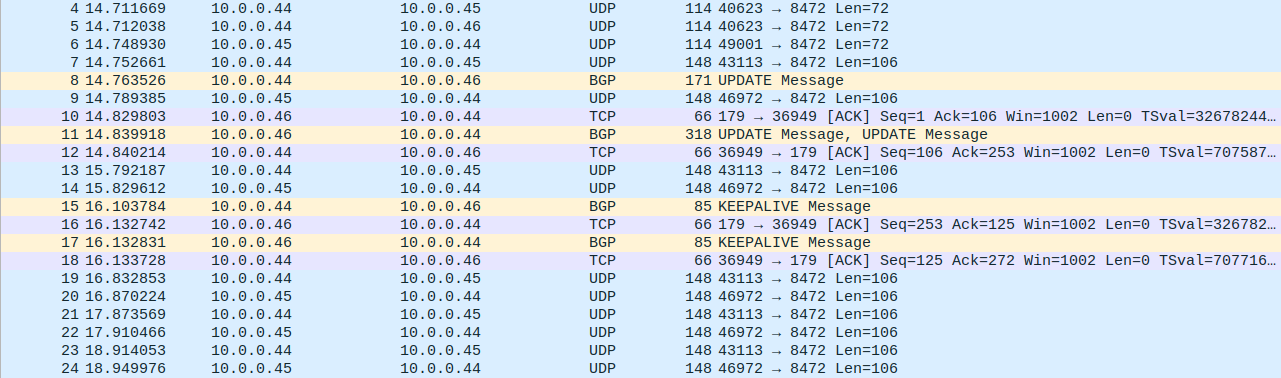 4 14.711669 10.0.0.44 10.0.0.45 UDP 114 40623 → 8472 Len=72
5 14.712038 10.0.0.44 10.0.0.46 UDP 114 40623 → 8472 Len=72
6 14.748930 10.0.0.45 10.0.0.44 UDP 114 49001 → 8472 Len=72
7 14.752661 10.0.0.44 10.0.0.45 UDP 148 43113 → 8472 Len=106
8 14.763526 10.0.0.44 10.0.0.46 BGP 171 UPDATE Message
9 14.789385 10.0.0.45 10.0.0.44 UDP 148 46972 → 8472 Len=106
10 14.829803 10.0.0.46 10.0.0.44 TCP 66 179 → 36949 [ACK] Seq=1 Ack=106 Win=1002 Len=0 TSval=32678244…
11 14.839918 10.0.0.46 10.0.0.44 BGP 318 UPDATE Message, UPDATE Message
12 14.840214 10.0.0.44 10.0.0.46 TCP 66 36949 → 179 [ACK] Seq=106 Ack=253 Win=1002 Len=0 TSval=707587…
13 15.792187 10.0.0.44 10.0.0.45 UDP 148 43113 → 8472 Len=106
14 15.829612 10.0.0.45 10.0.0.44 UDP 148 46972 → 8472 Len=106
15 16.103784 10.0.0.44 10.0.0.46 BGP 85 KEEPALIVE Message
16 16.132742 10.0.0.46 10.0.0.44 TCP 66 179 → 36949 [ACK] Seq=253 Ack=125 Win=1002 Len=0 TSval=326782…
17 16.132831 10.0.0.46 10.0.0.44 BGP 85 KEEPALIVE Message
18 16.133728 10.0.0.44 10.0.0.46 TCP 66 36949 → 179 [ACK] Seq=125 Ack=272 Win=1002 Len=0 TSval=707716…
19 16.832853 10.0.0.44 10.0.0.45 UDP 148 43113 → 8472 Len=106
20 16.870224 10.0.0.45 10.0.0.44 UDP 148 46972 → 8472 Len=106
21 17.873569 10.0.0.44 10.0.0.45 UDP 148 43113 → 8472 Len=106
22 17.910466 10.0.0.45 10.0.0.44 UDP 148 46972 → 8472 Len=106
23 18.914053 10.0.0.44 10.0.0.45 UDP 148 43113 → 8472 Len=106
24 18.949976 10.0.0.45 10.0.0.44 UDP 148 46972 → 8472 Len=106